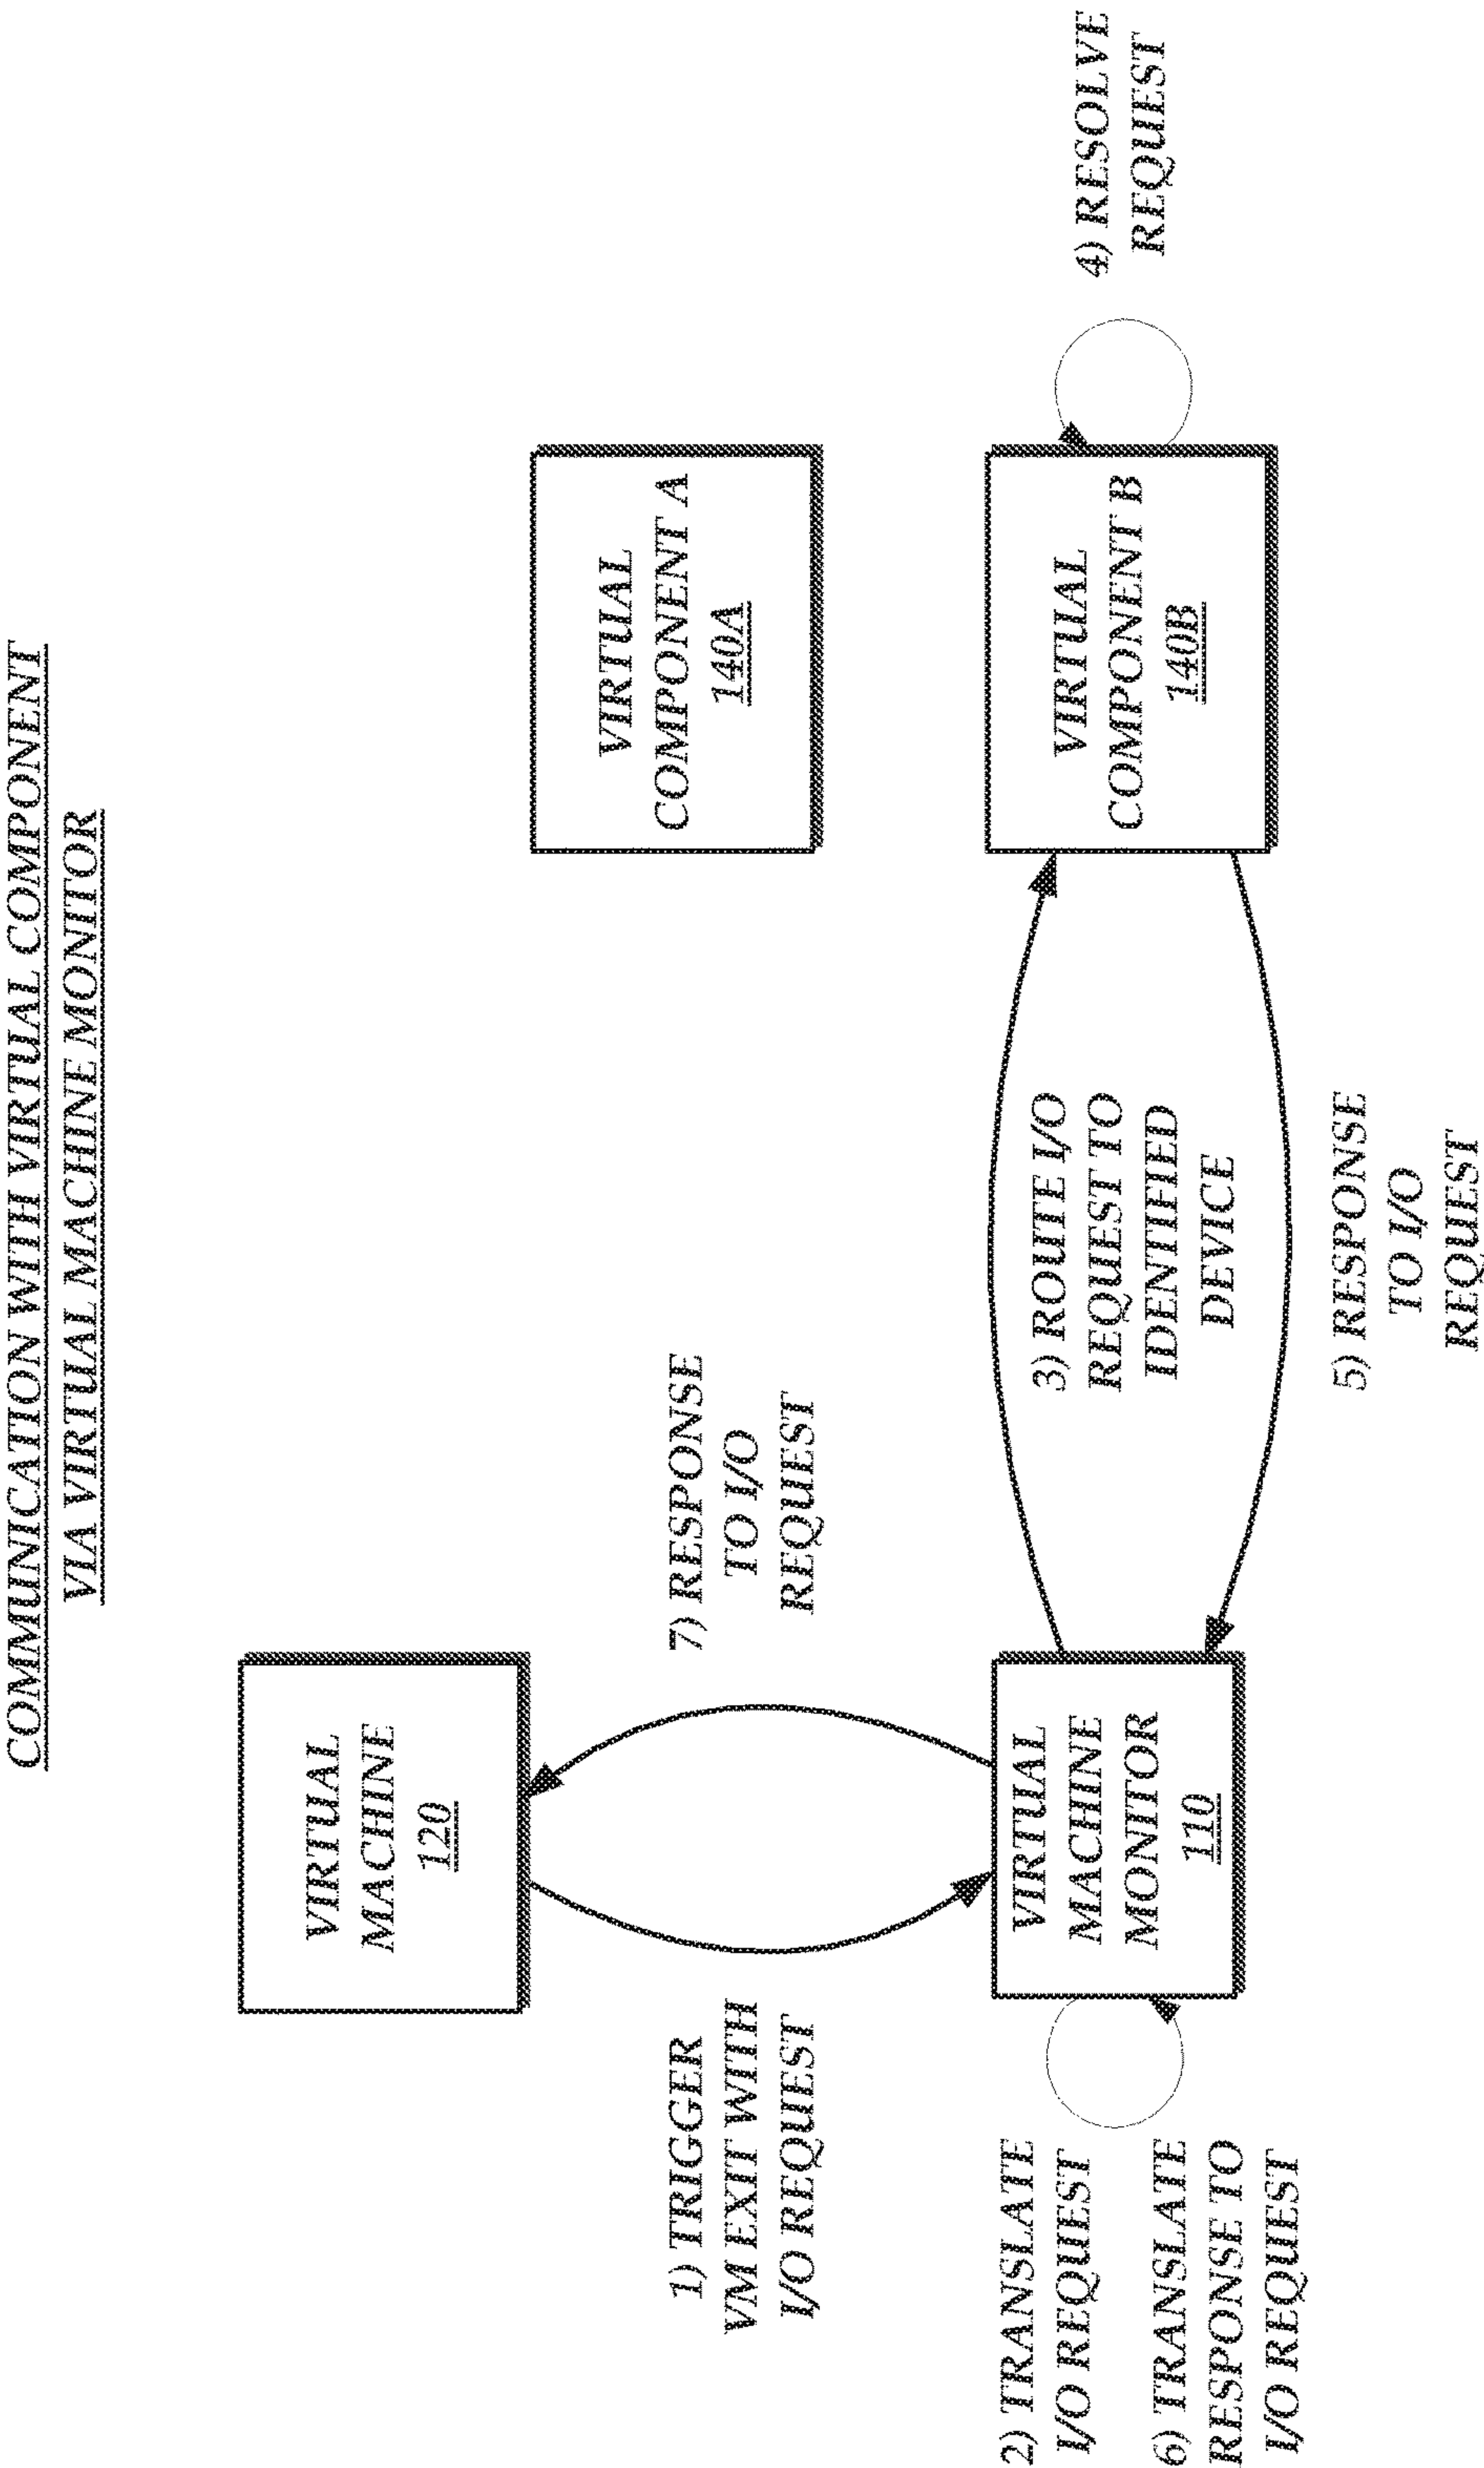 COMMUNICATION WITH VIRTUAL COMPONENT
VIA VIRTUAL MACHINE MONITOR
VIRTUAL
MACHINE
120
1) TRIGGER
VM EXIT WITH
I/O REQUEST
7) RESPONSE
TO I/O
REQUEST
VIRTUAL
COMPONENT A
140A
2) TRANSLATE
I/O REQUEST
6) TRANSLATE
RESPONSE TO
I/O REQUEST
VIRTUAL
MACHINE
MONITOR
110
3) ROUTE I/O
REQUEST TO
IDENTIFIED
DEVICE
5) RESPONSE
TO I/O
REQUEST
VIRTUAL
COMPONENT B
140B
4) RESOLVE
REQUEST